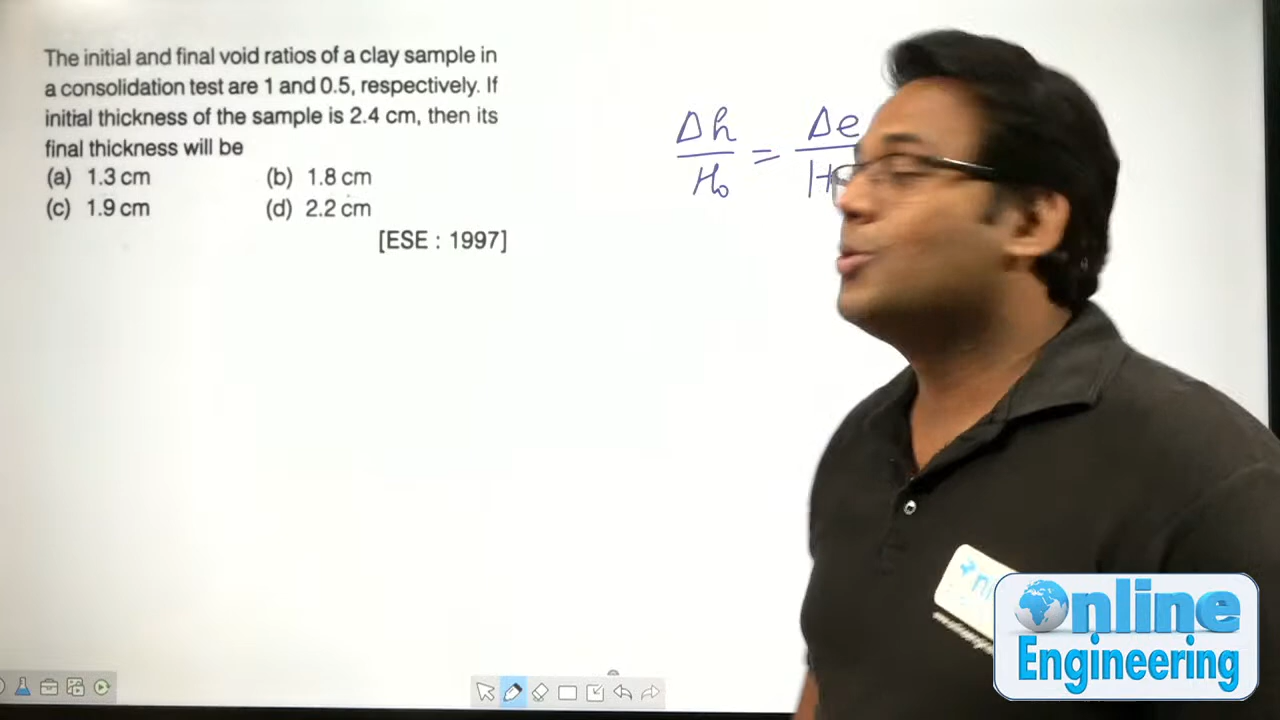 The initial and final void ratios of a clay sample in
a consolidation test are 1 and 0.5, respectively. If
initial thickness of the sample is 2.4 cm, then its
final thickness will be
(a) 1.3 cm (b) 1.8 cm
(c) 1.9 cm (d) 2.2 cm
[ESE : 1997]
Δh Δe
=
H₀
Online
Engineering